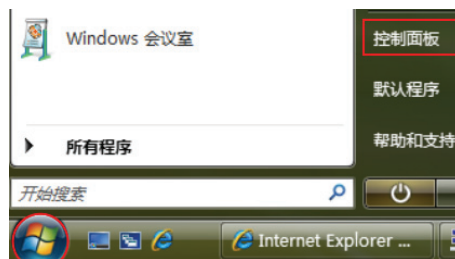 Windows 会议室
控制面板
默认程序
所有程序
帮助和支持
开始搜索
Internet Explorer ...